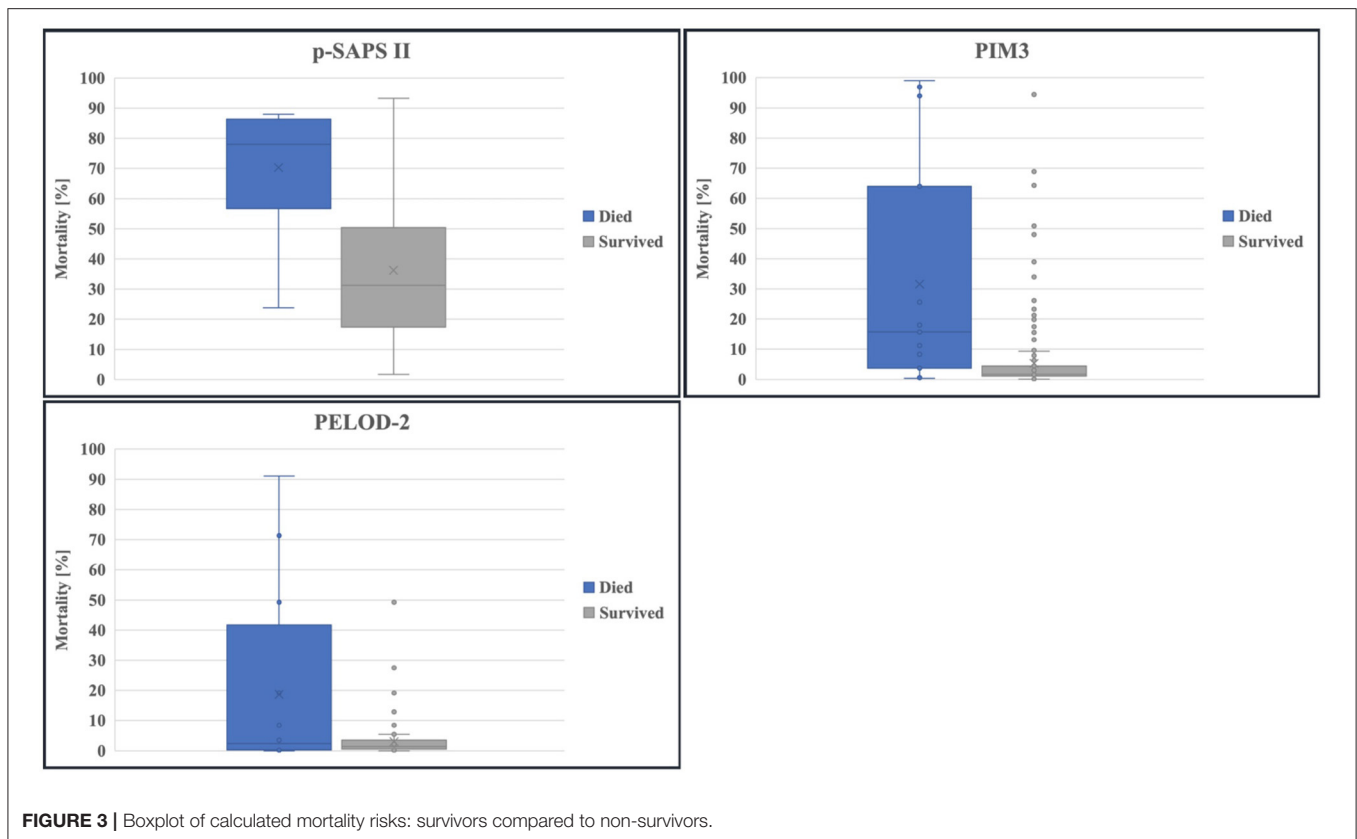 p-SAPS II
Mortality [%]
100
90
80
70
60
50
40
30
20
10
0
Died
Survived
PIM3
Mortality [%]
100
90
80
70
60
50
40
30
20
10
0
Died
Survived
PELOD-2
Mortality [%]
100
90
80
70
60
50
40
30
20
10
0
Died
Survived
FIGURE 3 | Boxplot of calculated mortality risks: survivors compared to non-survivors.